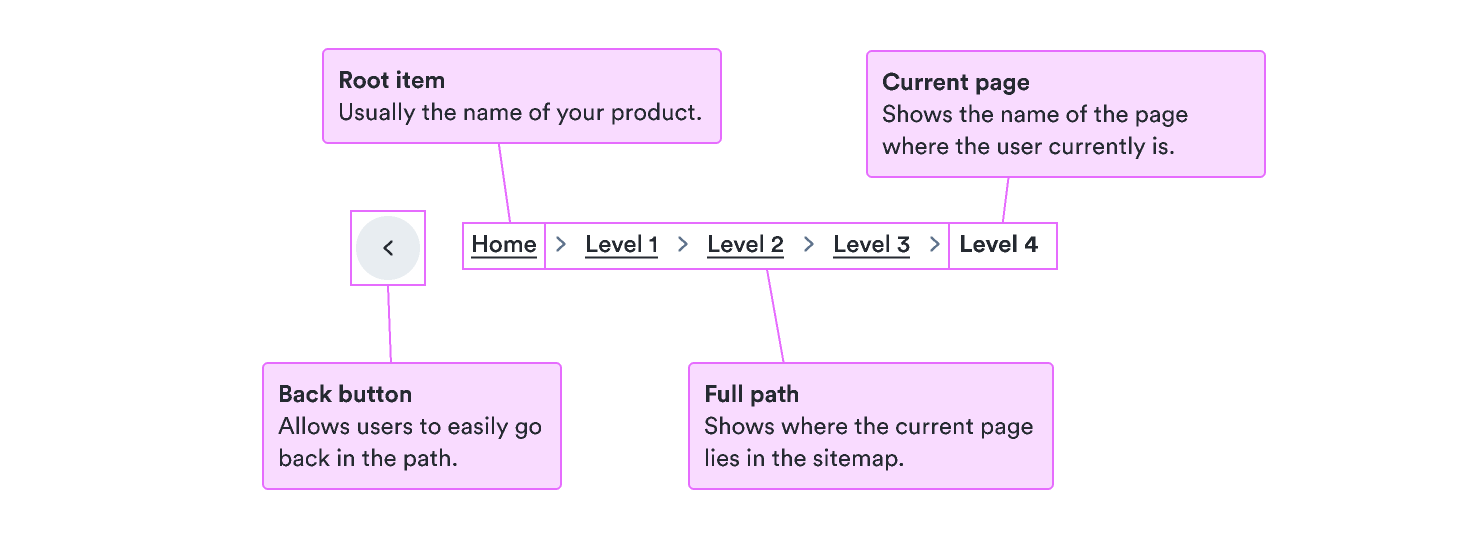 Root item
Usually the name of your product.
Current page
Shows the name of the page
where the user currently is.
Home > Level 1 > Level 2 > Level 3 > Level 4
Back button
Allows users to easily go
back in the path.
Full path
Shows where the current page
lies in the sitemap.